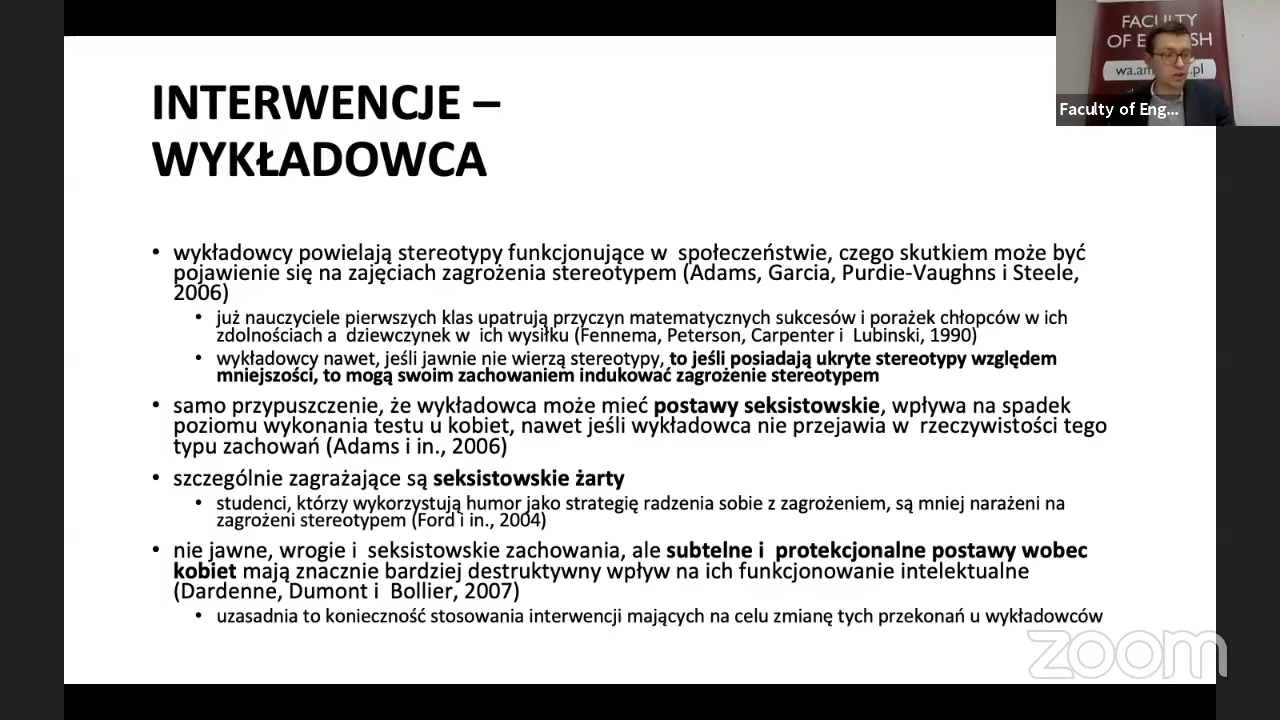 INTERWENCJE –
WYKŁADOWCA
• wykładowcy powielają stereotypy funkcjonujące w społeczeństwie, czego skutkiem może być
pojawienie się na zajęciach zagrożenia stereotypem (Adams, Garcia, Purdie-Vaughns i Steele,
2006)
• już nauczyciele pierwszych klas upatrują przyczyn matematycznych sukcesów i porażek chłopców w ich
zdolnościach a dziewczynek w ich wysiłku (Fennema, Peterson, Carpenter i Lubinski, 1990)
• wykładowcy nawet, jeśli jawnie nie wierzą stereotypy, to jeśli posiadają ukryte stereotypy względem
mniejszości, to mogą swoim zachowaniem indukować zagrożenie stereotypem
• samo przypuszczenie, że wykładowca może mieć postawy seksistowskie, wpływa na spadek
poziomu wykonania testu u kobiet, nawet jeśli wykładowca nie przejawia w rzeczywistości tego
typu zachowań (Adams i in., 2006)
• szczególnie zagrażające są seksistowskie żarty
• studenci, którzy wykorzystują humor jako strategię radzenia sobie z zagrożeniem, są mniej narażeni na
zagrożeni stereotypem (Ford i in., 2004)
• nie jawne, wrogie i seksistowskie zachowania, ale subtelne i protekcjonalne postawy wobec
kobiet mają znacznie bardziej destruktywny wpływ na ich funkcjonowanie intelektualne
(Dardenne, Dumont i Bollier, 2007)
• uzasadnia to konieczność stosowania interwencji mających na celu zmianę tych przekonań u wykładowców
FACULTY
OF
Faculty of Eng...
zoom